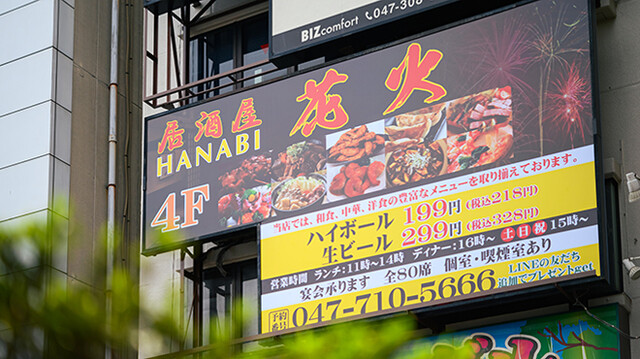 BIZcomfort 047-308
居酒屋 花火
HANABI
4F
当店では、和食、中華、洋食の豊富なメニューを取り揃えております。
ハイボール 199円(税込218円)
生ビール 299円(税込328円)
営業時間 ランチ:11時〜14時 ディナー:16時〜 土日祝 15時〜
宴会承ります 全80席 個室・喫煙室あり
予約番号 047-710-5666 LINEの友だち
追加でプレゼントget